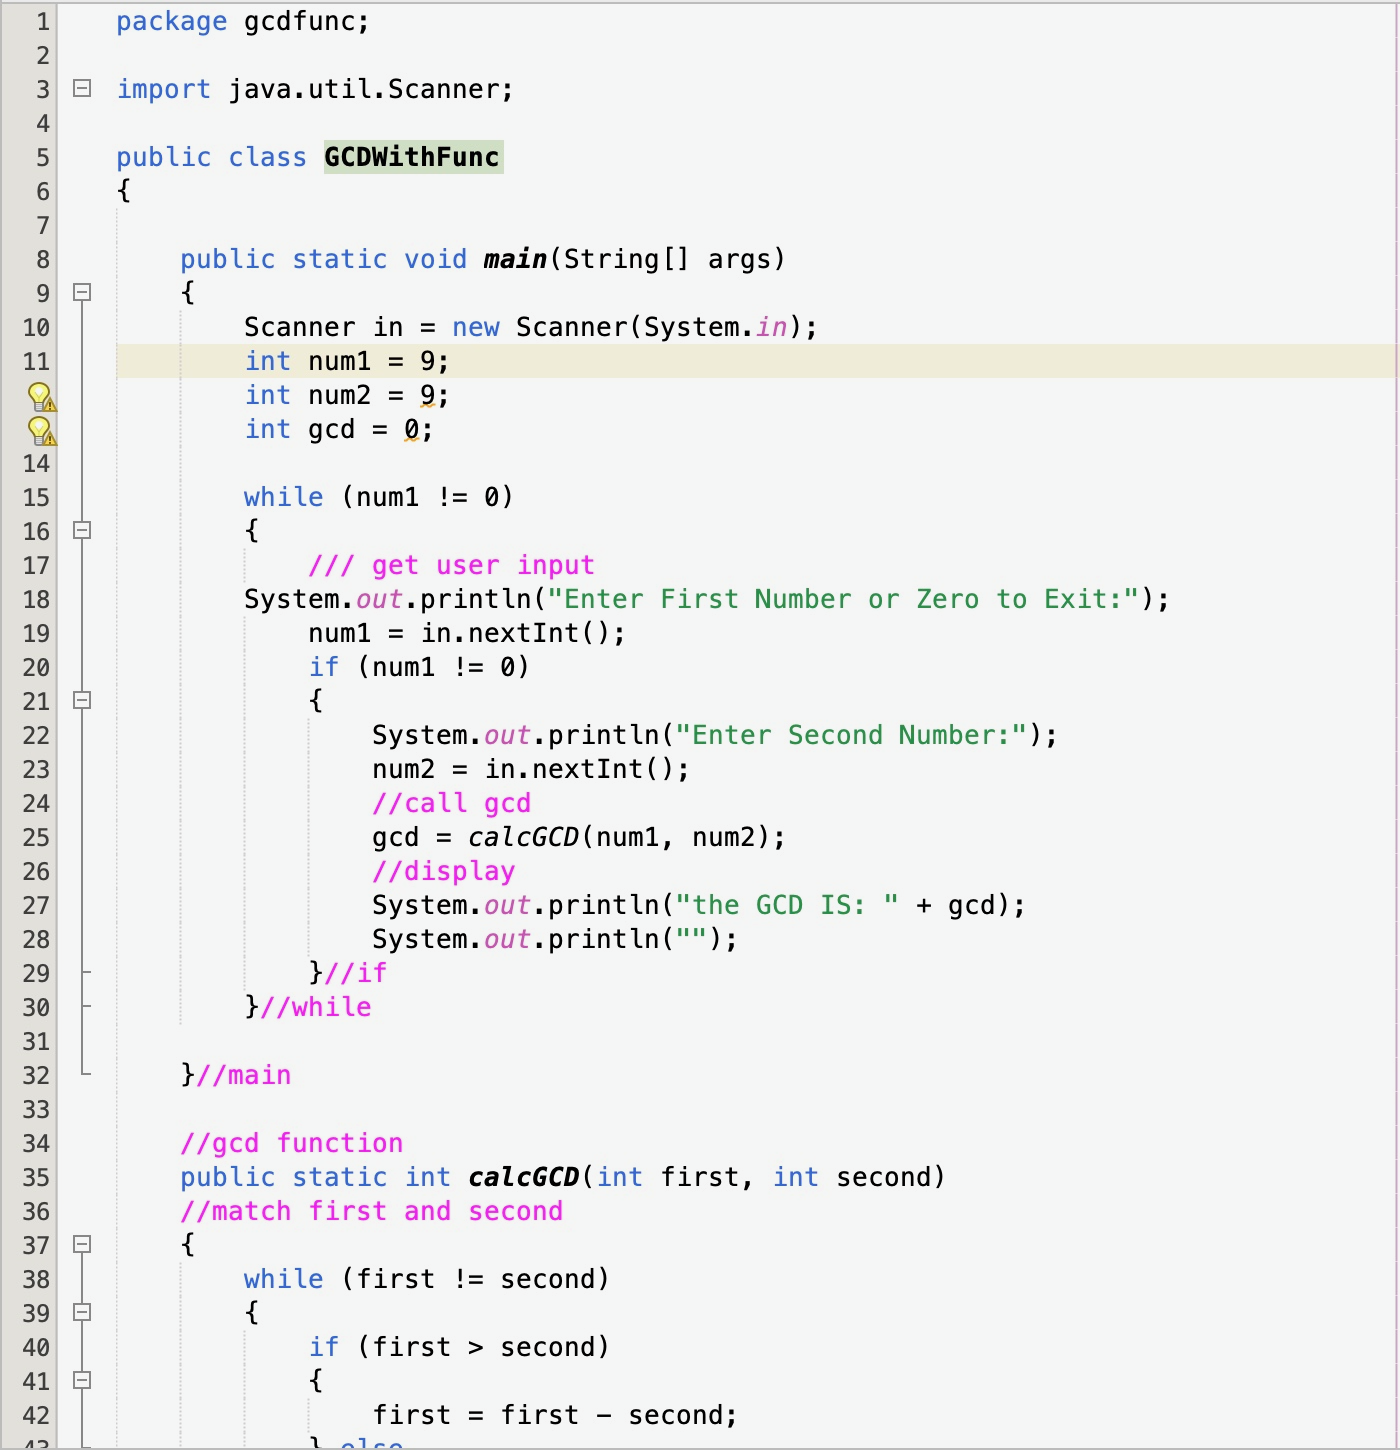 1 package gcdfunc;
2
3 import java.util.Scanner;
4
5 public class GCDWithFunc
6 {
7
8 public static void main(String[] args)
9 {
10 Scanner in = new Scanner(System.in);
11 int num1 = 9;
int num2 = 9;
int gcd = 0;
14
15 while (num1 != 0)
16 {
17 /// get user input
18 System.out.println("Enter First Number or Zero to Exit:");
19 num1 = in.nextInt();
20 if (num1 != 0)
21 {
22 System.out.println("Enter Second Number:");
23 num2 = in.nextInt();
24 //call gcd
25 gcd = calcGCD(num1, num2);
26 //display
27 System.out.println("the GCD IS: " + gcd);
28 System.out.println("");
29 }//if
30 }//while
31
32 }//main
33
34 //gcd function
35 public static int calcGCD(int first, int second)
36 //match first and second
37 {
38 while (first != second)
39 {
40 if (first > second)
41 {
42 first = first – second;
43 } else